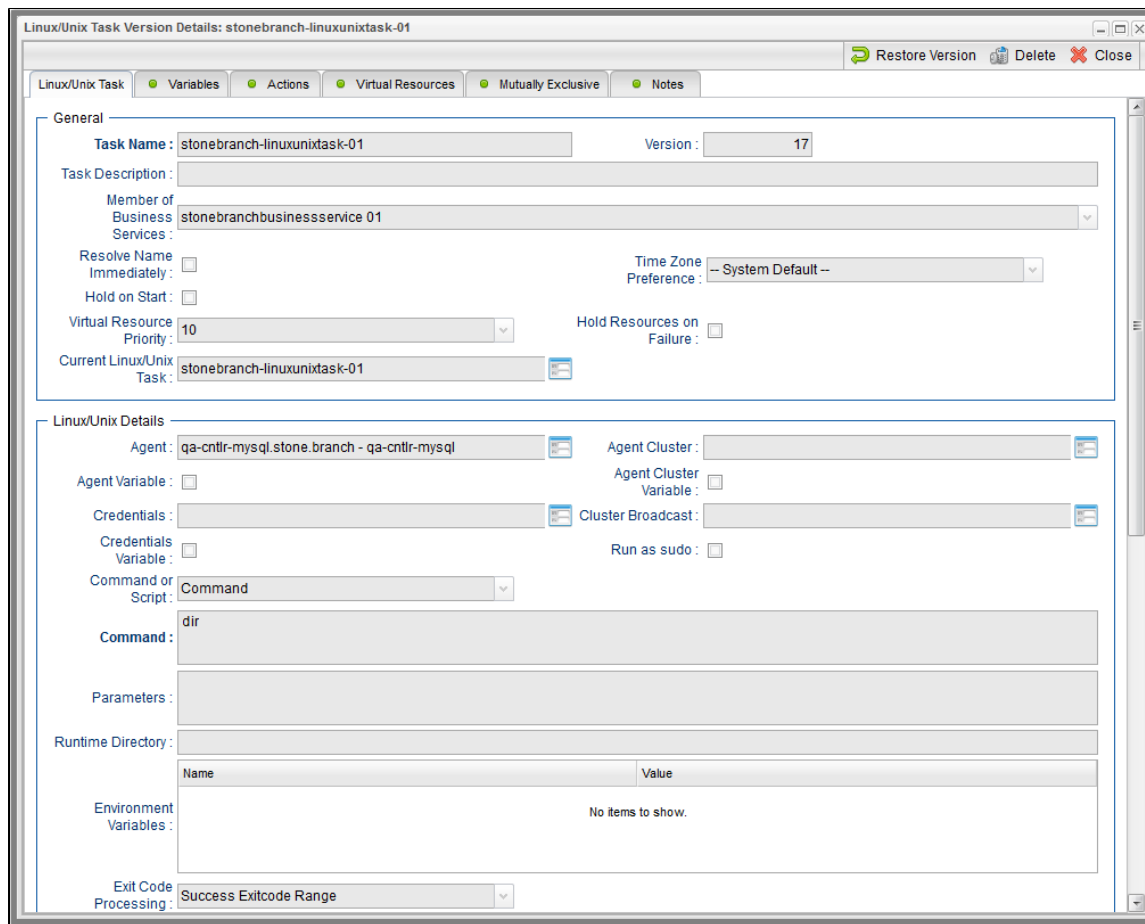 Linux/Unix Task Version Details: stonebranch-linuxunixtask-01
Restore Version Delete Close
Linux/Unix Task Variables Actions Virtual Resources Mutually Exclusive Notes
General
Task Name : stonebranch-linuxunixtask-01 Version : 17
Task Description :
Member of
Business
Services : stonebranchbusinessservice 01
Resolve Name
Immediately :
Time Zone
Preference : -- System Default --
Hold on Start :
Virtual Resource
Priority : 10
Hold Resources on
Failure :
Current Linux/Unix
Task : stonebranch-linuxunixtask-01
Linux/Unix Details
Agent : qa-cntlr-mysql.stone.branch - qa-cntlr-mysql Agent Cluster :
Agent Variable :
Agent Cluster
Variable :
Credentials : Cluster Broadcast :
Credentials
Variable :
Run as sudo :
Command or
Script : Command
Command : dir
Parameters :
Runtime Directory :
Name Value
Environment
Variables :
No items to show.
Exit Code
Processing : Success Exitcode Range